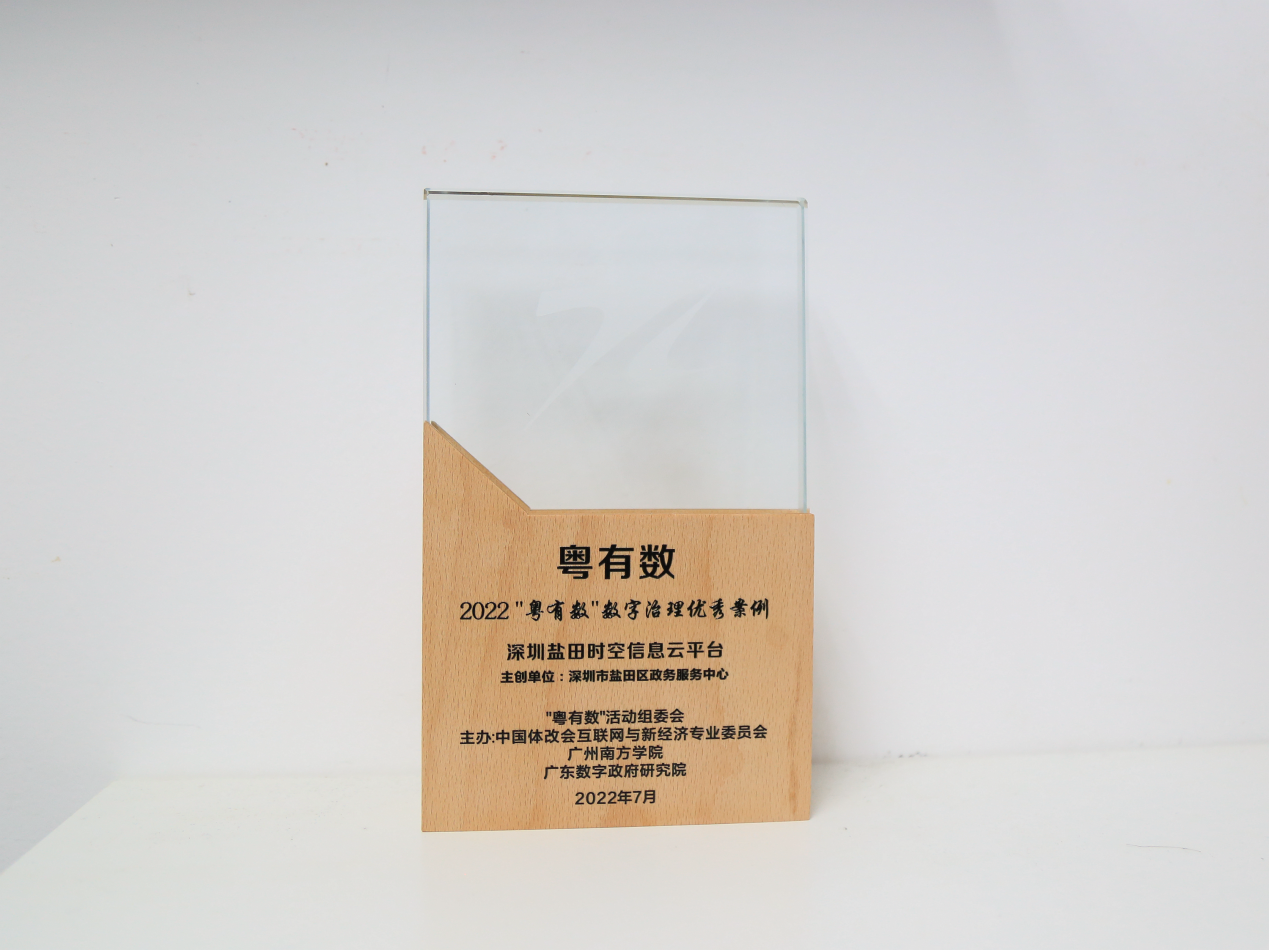 粤有数
2022"粤有数"数字治理优秀案例
深圳盐田时空信息云平台
主创单位：深圳市盐田区政务服务中心
"粤有数"活动组委会
主办:中国体改会互联网与新经济专业委员会
广州南方学院
广东数字政府研究院
2022年7月